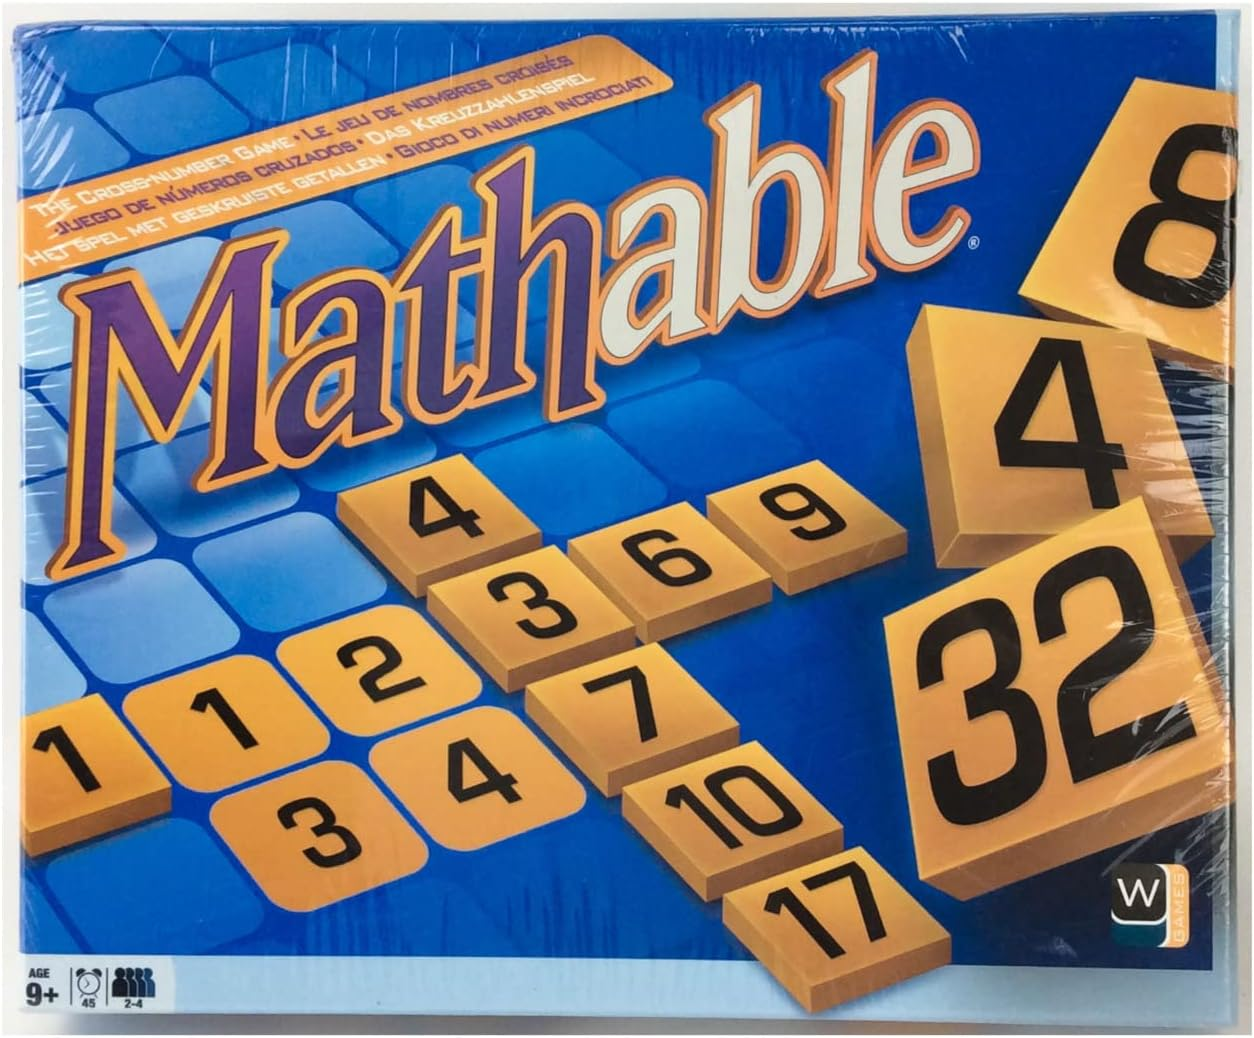 THE CROSS-NUMBER GAME • LE JEU DE NOMBRES CROISÉS
JUEGO DE NÚMEROS CRUZADOS • DAS KREUZZAHLENSPIEL
HET SPEL MET GESKRUISTE GETALLEN • GIOCO DI NUMERI INCROCIATI
Mathable®
8
4
32
4
3 6 9
7
10
17
1 1 2
3 4
W GAMES
AGE
9+
45
2-4